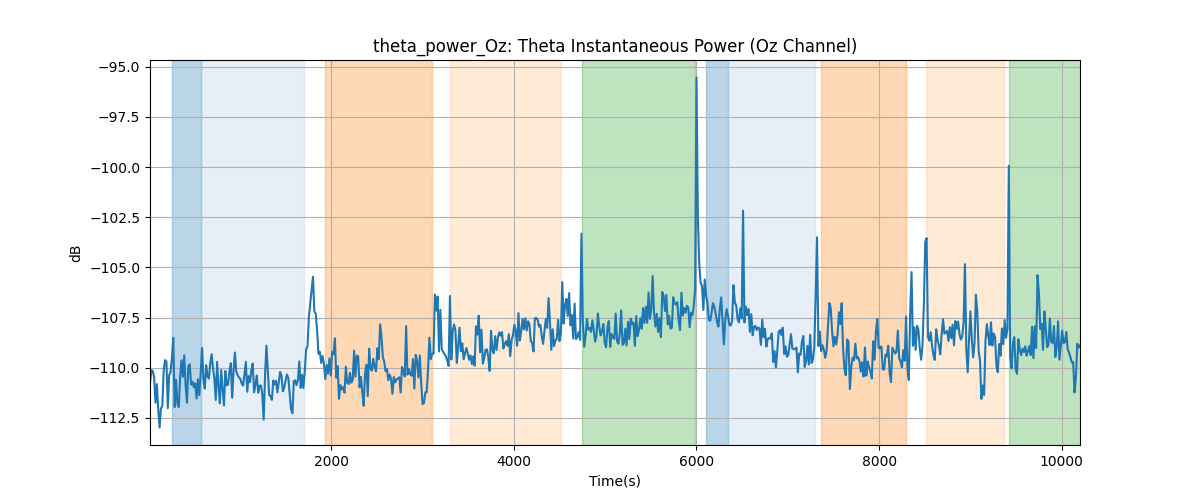 theta_power_Oz: Theta Instantaneous Power (Oz Channel)
−95.0
−97.5
−100.0
−102.5
−105.0
−107.5
−110.0
−112.5
dB
2000 4000 6000 8000 10000
Time(s)